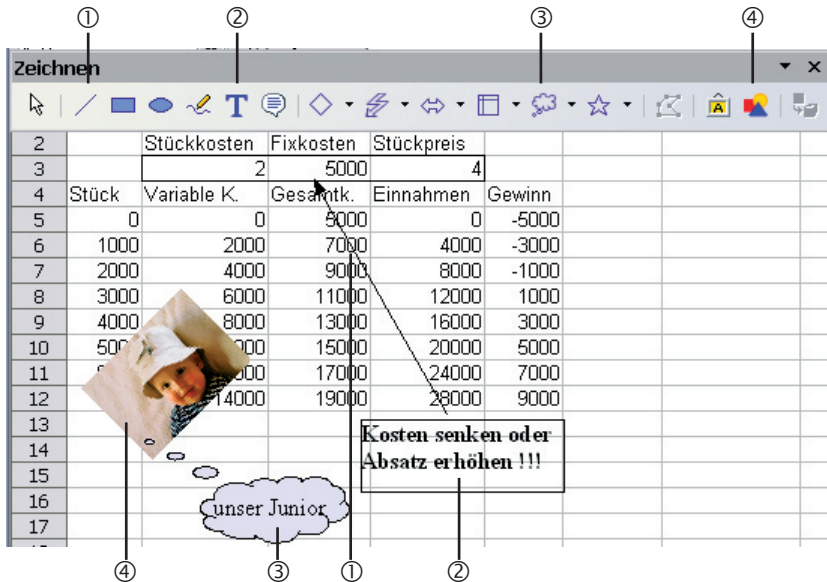 ① ② ③ ④
Zeichnen
T A
2 Stückkosten Fixkosten Stückpreis
3 2 5000 4
4 Stück Variable K. Gesamtk. Einnahmen Gewinn
5 0 0 5000 0 -5000
6 1000 2000 7000 4000 -3000
7 2000 4000 9000 8000 -1000
8 3000 6000 11000 12000 1000
9 4000 8000 13000 16000 3000
10 15000 20000 5000
11 17000 24000 7000
12 14000 19000 28000 9000
13
14
15
16
17
Kosten senken oder
Absatz erhöhen !!!
unser Junior
④ ③ ① ②